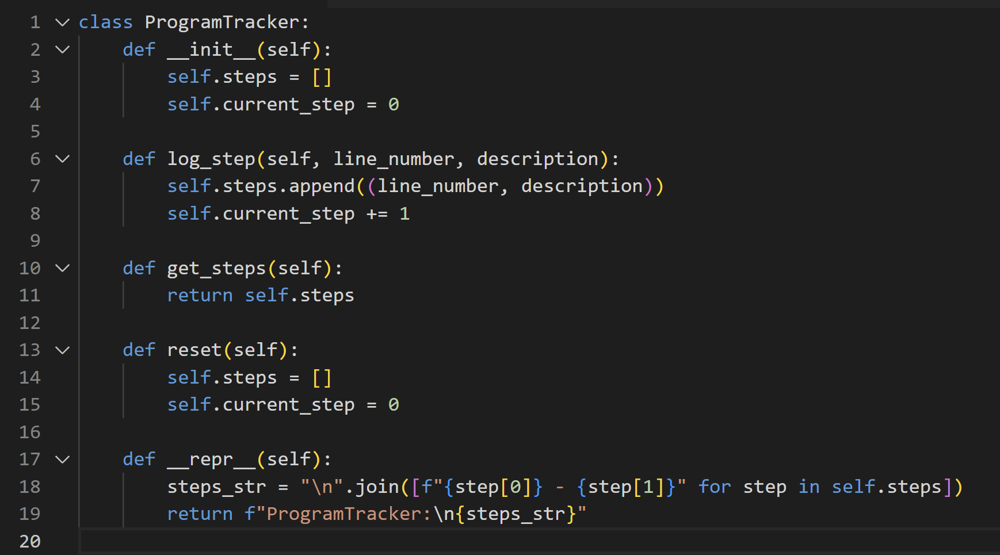 1 class ProgramTracker:
2     def __init__(self):
3         self.steps = []
4         self.current_step = 0
5
6     def log_step(self, line_number, description):
7         self.steps.append((line_number, description))
8         self.current_step += 1
9
10     def get_steps(self):
11         return self.steps
12
13     def reset(self):
14         self.steps = []
15         self.current_step = 0
16
17     def __repr__(self):
18         steps_str = "\n".join([f"{step[0]} - {step[1]}" for step in self.steps])
19         return f"ProgramTracker:\n{steps_str}"
20